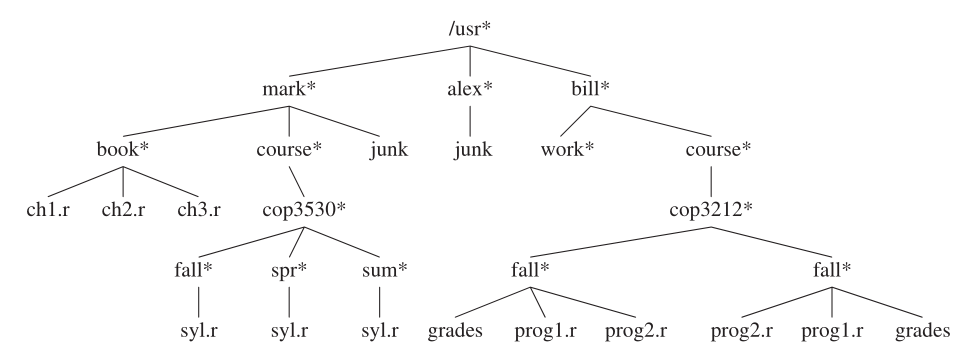 /usr*
mark* alex* bill*
book* course* junk junk work* course*
ch1.r ch2.r ch3.r cop3530* cop3212*
fall* spr* sum* fall* fall*
syl.r syl.r syl.r grades prog1.r prog2.r prog2.r prog1.r grades